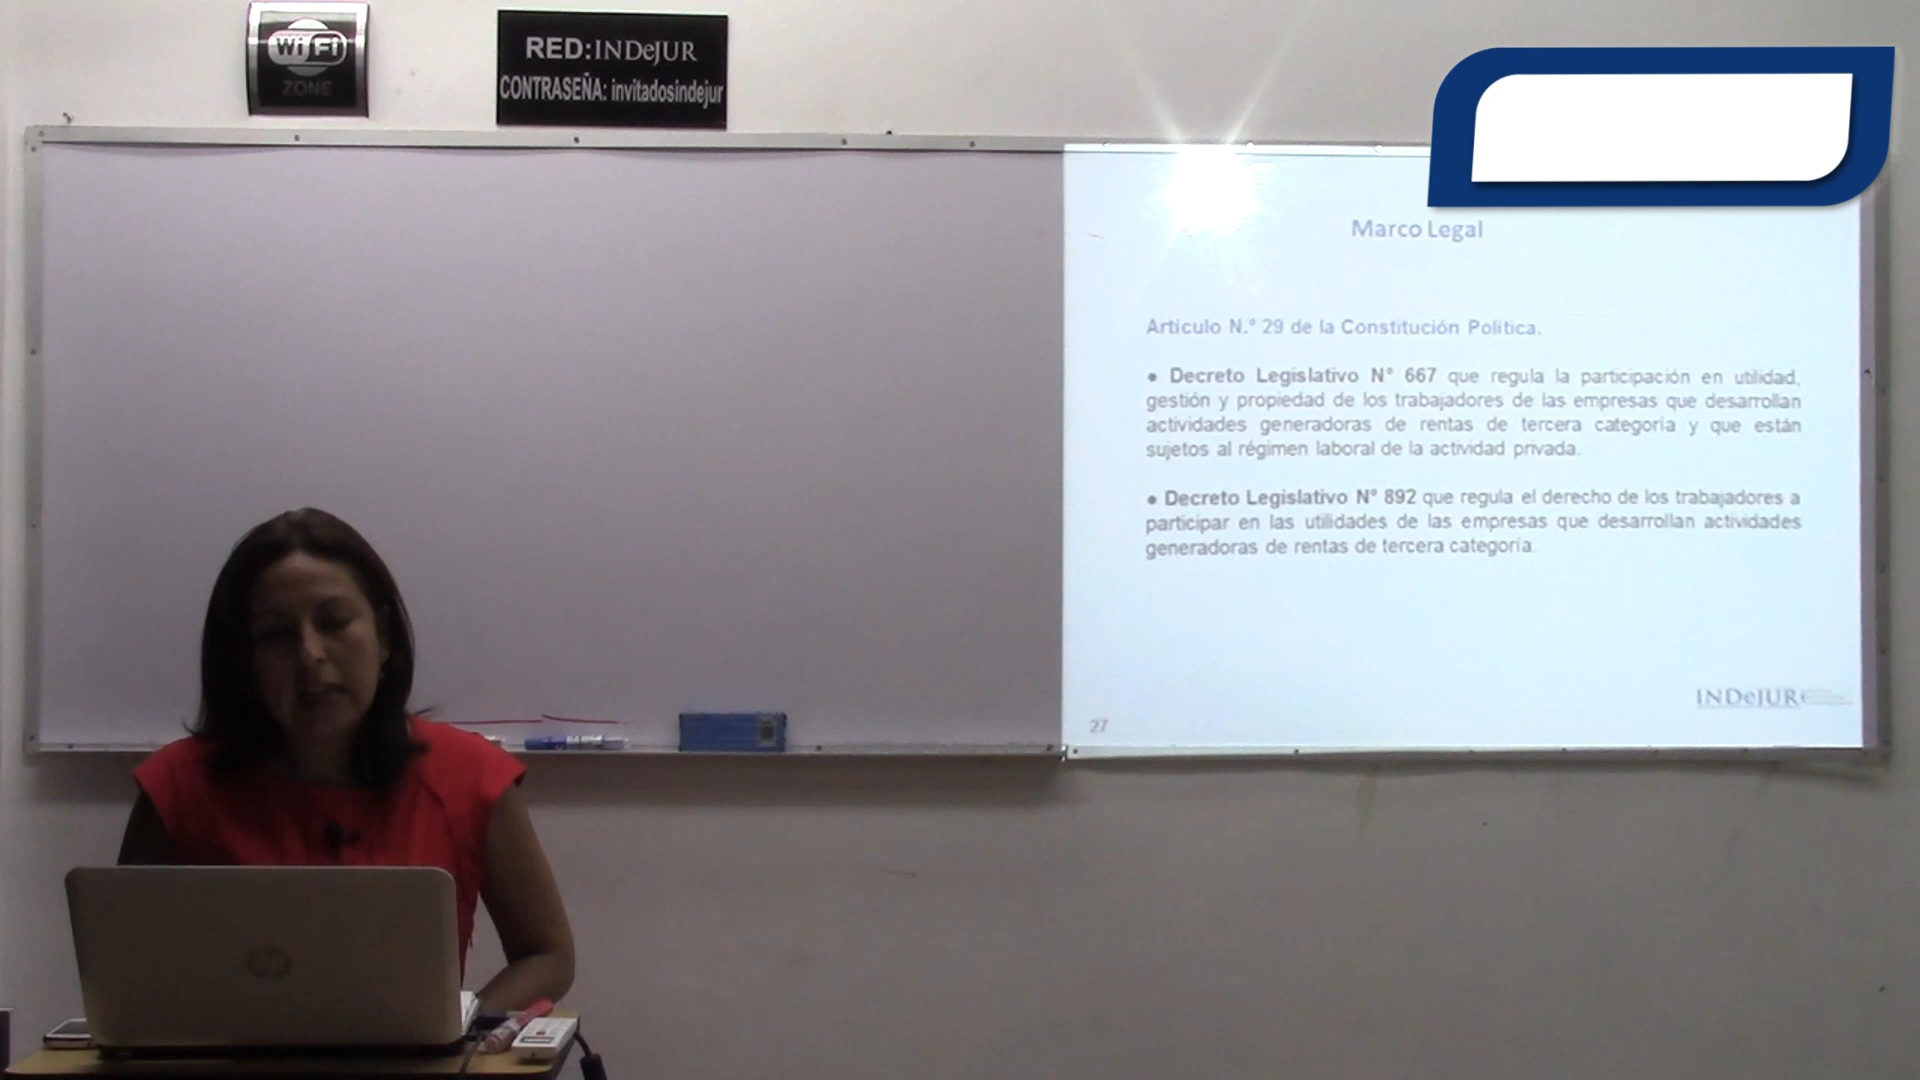 Wi Fi
ZONE
RED:INDeJUR
CONTRASEÑA: invitadosindejur
Marco Legal
Artículo N.° 29 de la Constitución Política.
• Decreto Legislativo N° 667 que regula la participación en utilidad,
gestión y propiedad de los trabajadores de las empresas que desarrollan
actividades generadoras de rentas de tercera categoría y que están
sujetos al régimen laboral de la actividad privada.
• Decreto Legislativo N° 892 que regula el derecho de los trabajadores a
participar en las utilidades de las empresas que desarrollan actividades
generadoras de rentas de tercera categoría.
INDeJUR
27
hp